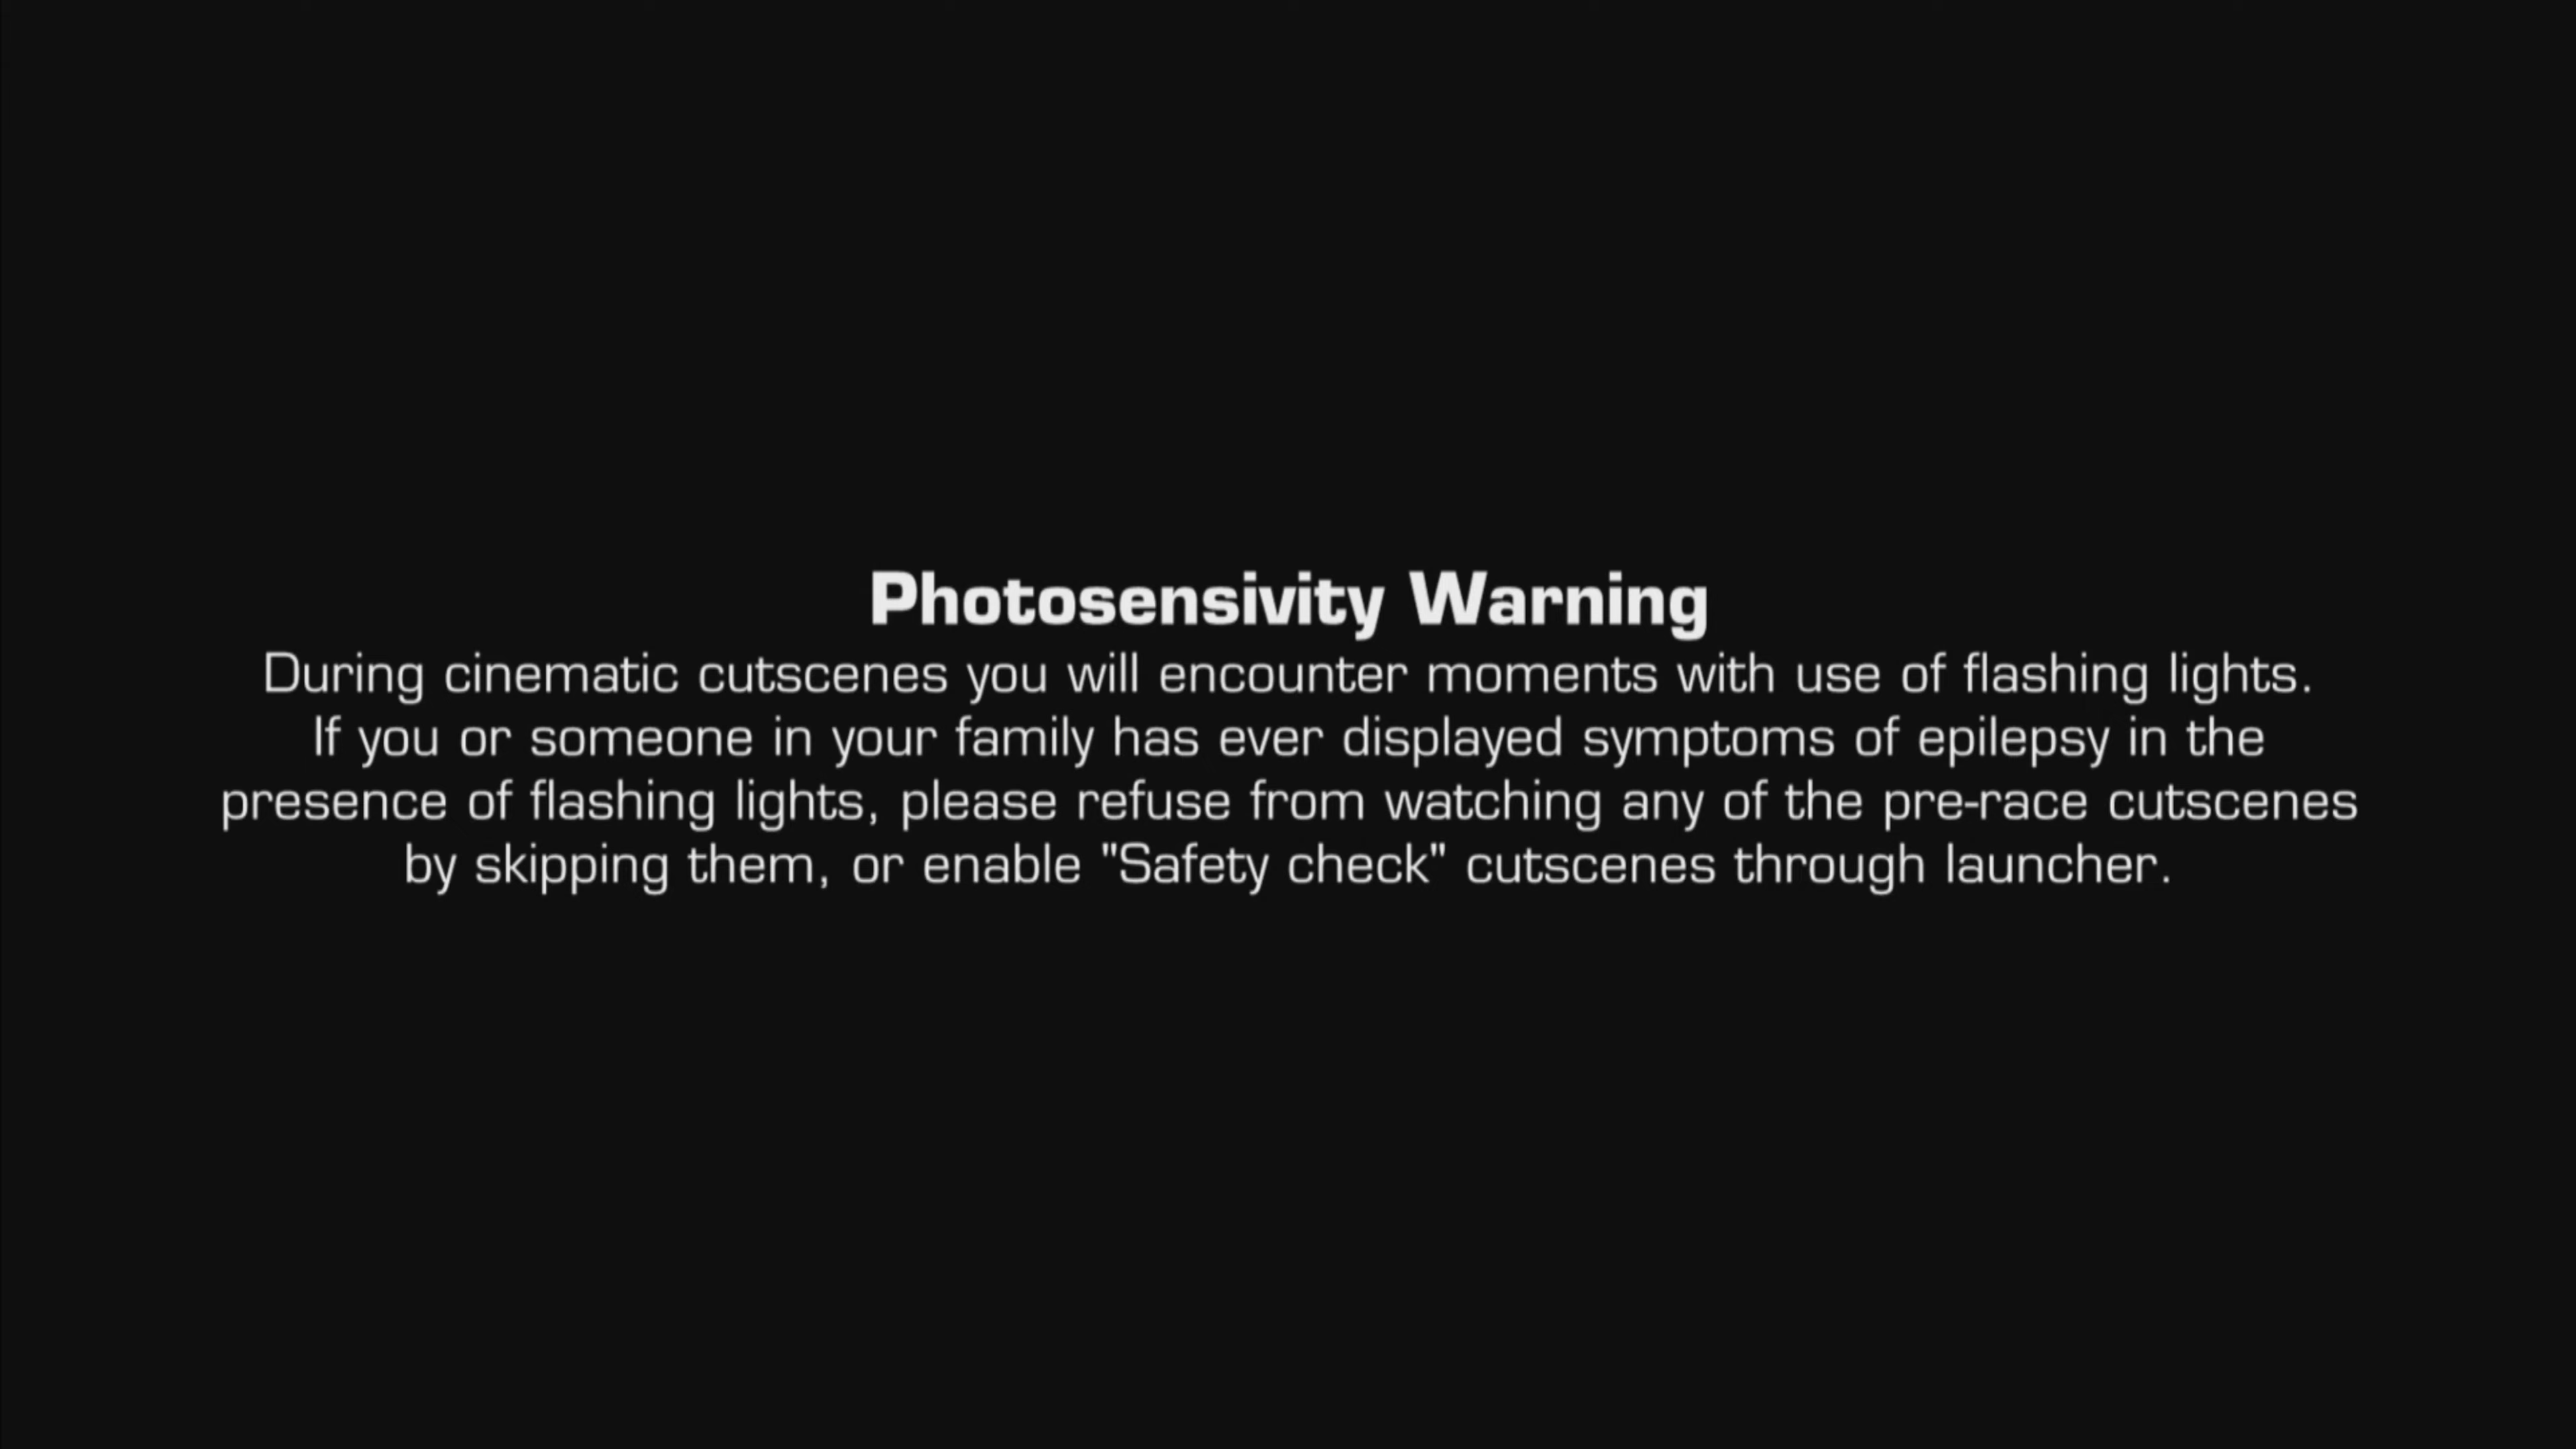 Photosensivity Warning
During cinematic cutscenes you will encounter moments with use of flashing lights.
If you or someone in your family has ever displayed symptoms of epilepsy in the
presence of flashing lights, please refuse from watching any of the pre-race cutscenes
by skipping them, or enable "Safety check" cutscenes through launcher.